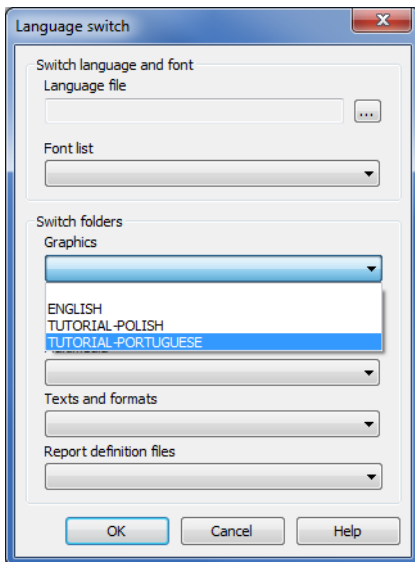 Language switch
Switch language and font
Language file
...
Font list
Switch folders
Graphics
ENGLISH
TUTORIAL-POLISH
TUTORIAL-PORTUGUESE
Texts and formats
Report definition files
OK
Cancel
Help